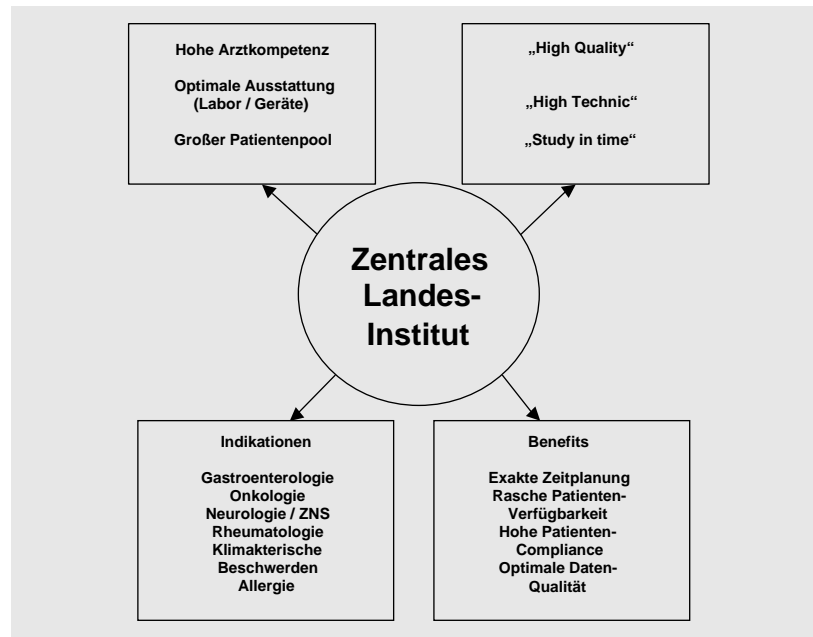 Hohe Arztkompetenz
Optimale Ausstattung
(Labor / Geräte)
Großer Patientenpool
„High Quality“
„High Technic“
„Study in time“
Zentrales
Landes-
Institut
Indikationen
Gastroenterologie
Onkologie
Neurologie / ZNS
Rheumatologie
Klimakterische
Beschwerden
Allergie
Benefits
Exakte Zeitplanung
Rasche Patienten-
Verfügbarkeit
Hohe Patienten-
Compliance
Optimale Daten-
Qualität